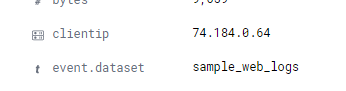 clientip 74.184.0.64
t event.dataset sample_web_logs